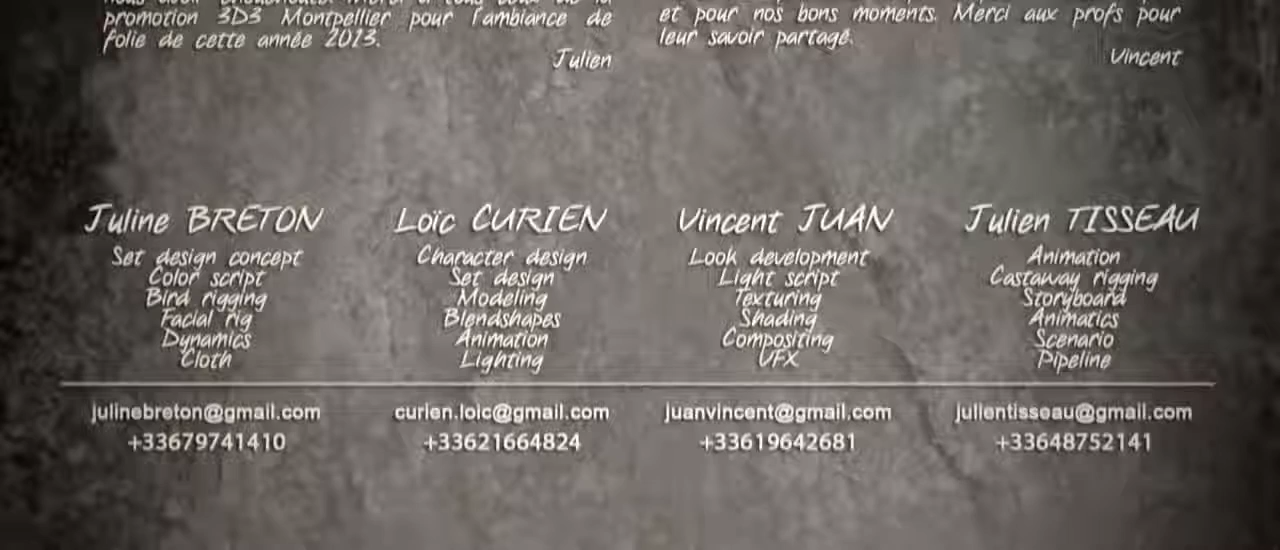 promotion 3D3 Montpellier pour l'ambiance de
folie de cette année 2013.
Julien
et pour nos bons moments. Merci aux profs pour
leur savoir partagé.
Vincent
Juline BRETON
Set design concept
Color script
Bird rigging
Facial rig
Dynamics
Cloth
julinebreton@gmail.com
+33679741410
Loïc CURIEN
Character design
Set design
Modeling
Blendshapes
Animation
Lighting
curien.loic@gmail.com
+33621664824
Vincent JUAN
Look development
Light script
Texturing
Shading
Compositing
VFX
juanvincent@gmail.com
+33619642681
Julien TISSEAU
Animation
Castaway rigging
Storyboard
Animatics
Scenario
Pipeline
julientisseau@gmail.com
+33648752141